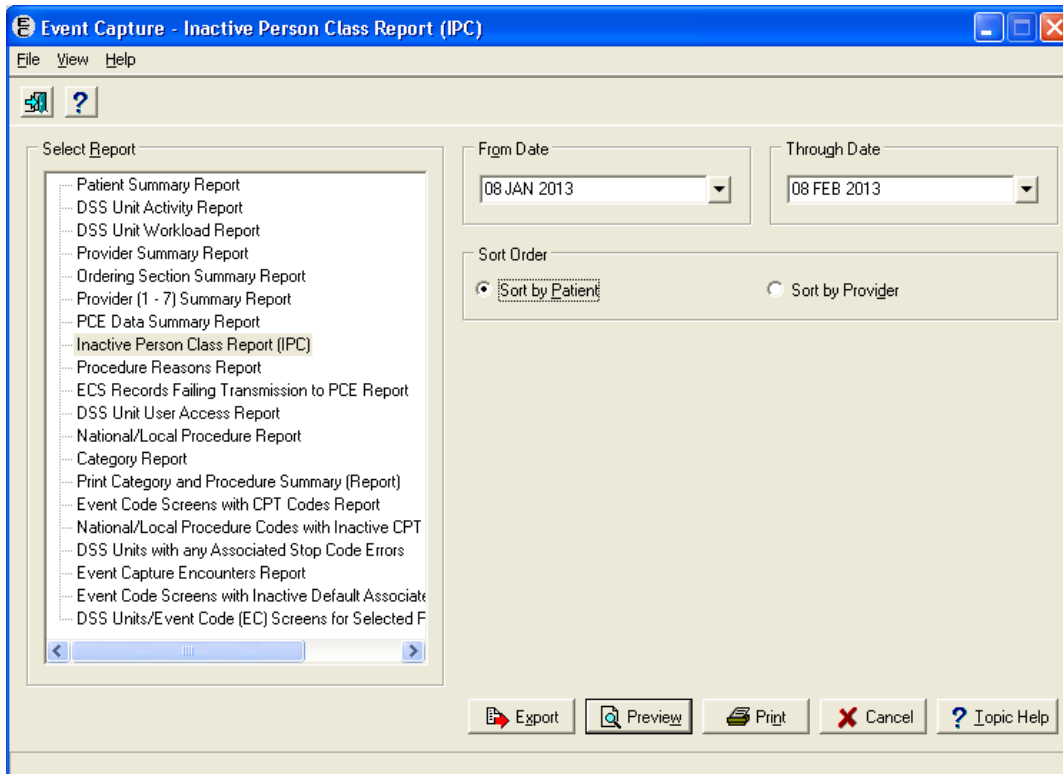 Event Capture - Inactive Person Class Report (IPC)
File View Help
Select Report
Patient Summary Report
DSS Unit Activity Report
DSS Unit Workload Report
Provider Summary Report
Ordering Section Summary Report
Provider (1 - 7) Summary Report
PCE Data Summary Report
Inactive Person Class Report (IPC)
Procedure Reasons Report
ECS Records Failing Transmission to PCE Report
DSS Unit User Access Report
National/Local Procedure Report
Category Report
Print Category and Procedure Summary (Report)
Event Code Screens with CPT Codes Report
National/Local Procedure Codes with Inactive CPT
DSS Units with any Associated Stop Code Errors
Event Capture Encounters Report
Event Code Screens with Inactive Default Associate
DSS Units/Event Code (EC) Screens for Selected F
From Date
08 JAN 2013
Through Date
08 FEB 2013
Sort Order
Sort by Patient
Sort by Provider
Export Preview Print Cancel ? Topic Help